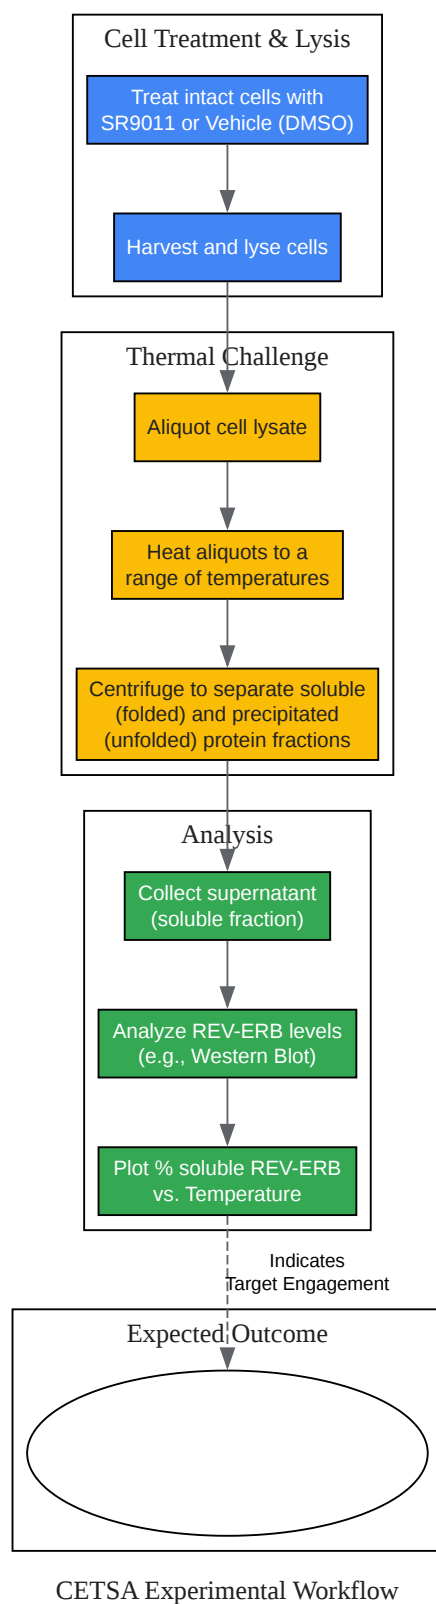 Cell Treatment & Lysis
Treat intact cells with
SR9011 or Vehicle (DMSO)
Harvest and lyse cells
Thermal Challenge
Aliquot cell lysate
Heat aliquots to a
range of temperatures
Centrifuge to separate soluble
(folded) and precipitated
(unfolded) protein fractions
Analysis
Collect supernatant
(soluble fraction)
Analyze REV-ERB levels
(e.g., Western Blot)
Plot % soluble REV-ERB
vs. Temperature
Indicates
Target Engagement
Expected Outcome
CETSA Experimental Workflow